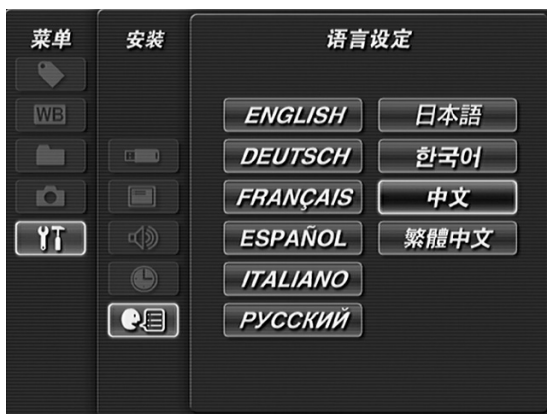 菜单
安装
语言设定
WB
ENGLISH
日本語
DEUTSCH
한국어
FRANÇAIS
中文
ESPAÑOL
繁體中文
ITALIANO
РУССКИЙ